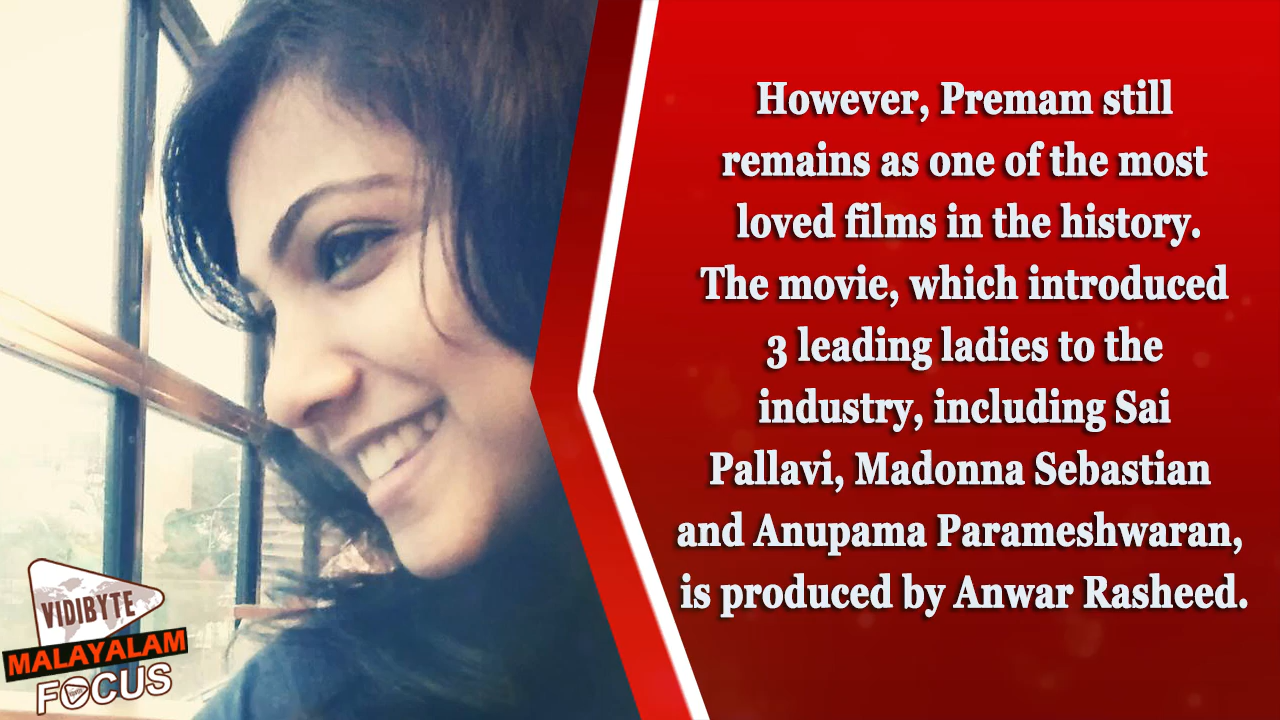 However, Premam still
remains as one of the most
loved films in the history.
The movie, which introduced
3 leading ladies to the
industry, including Sai
Pallavi, Madonna Sebastian
and Anupama Parameshwaran,
is produced by Anwar Rasheed.
VIDIBYTE
MALAYALAM
FOCUS